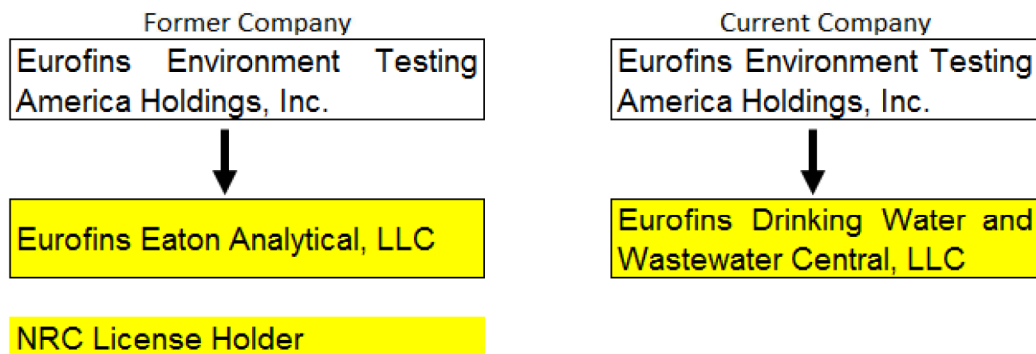 Former Company
Eurofins Environment Testing
America Holdings, Inc.
Eurofins Eaton Analytical, LLC
NRC License Holder
Current Company
Eurofins Environment Testing
America Holdings, Inc.
Eurofins Drinking Water and
Wastewater Central, LLC